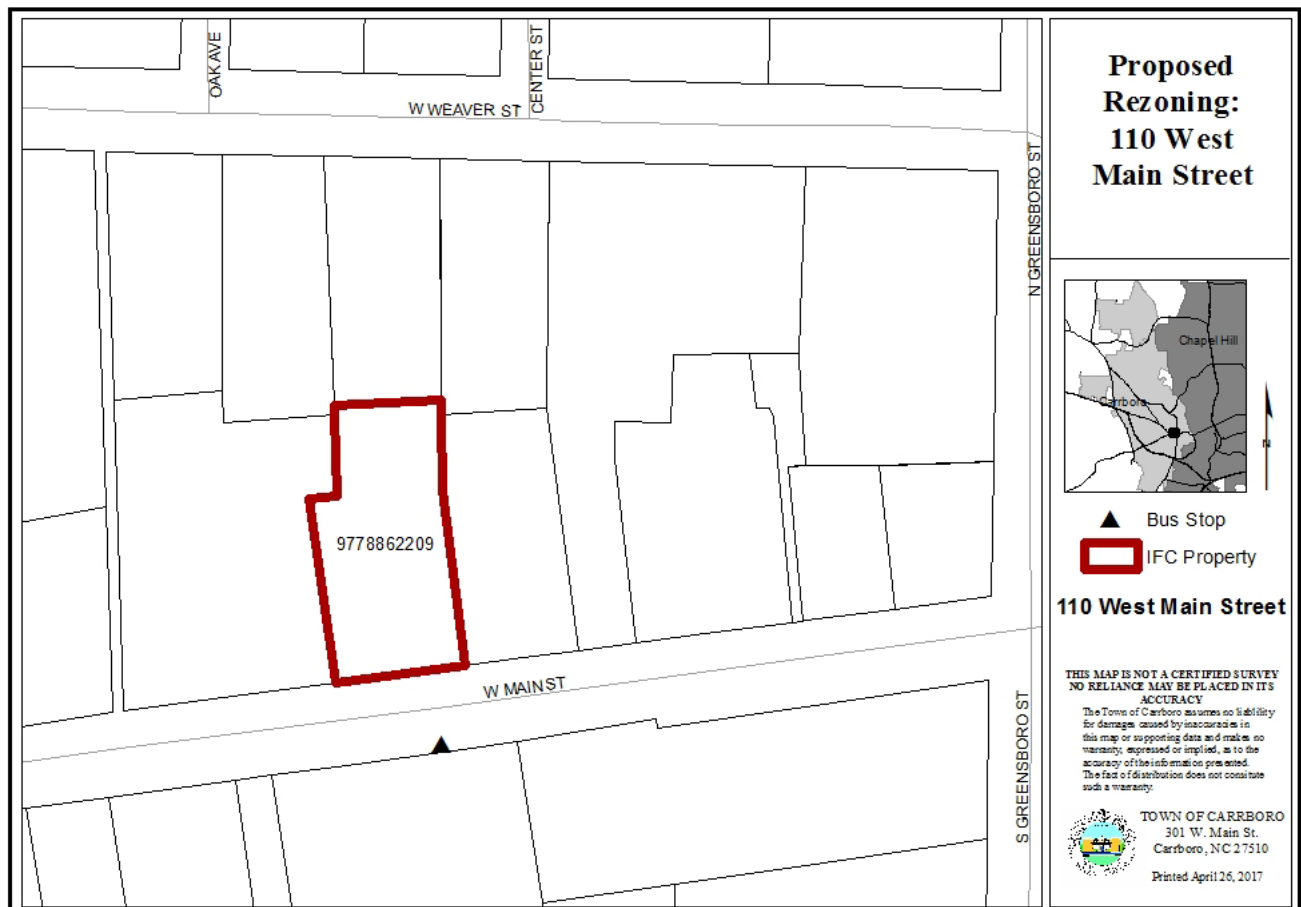 OAK AVE
CENTER ST
W WEAVER ST
N GREENSBORO ST
9778862209
W MAIN ST
S GREENSBORO ST
Proposed
Rezoning:
110 West
Main Street
Chapel Hill
Carrboro
N
Bus Stop
IFC Property
110 West Main Street
THIS MAP IS NOT A CERTIFIED SURVEY
NO RELIANCE MAY BE PLACED IN ITS
ACCURACY
The Town of Carrboro assumes no liability
for damages caused by inaccuracies in
this map or supporting data and makes no
warranty, expressed or implied, as to the
accuracy of the information presented.
The fact of distribution does not consitute
such a warranty.
TOWN OF CARRBORO
301 W. Main St.
Carrboro, NC 27510
Printed April 26, 2017